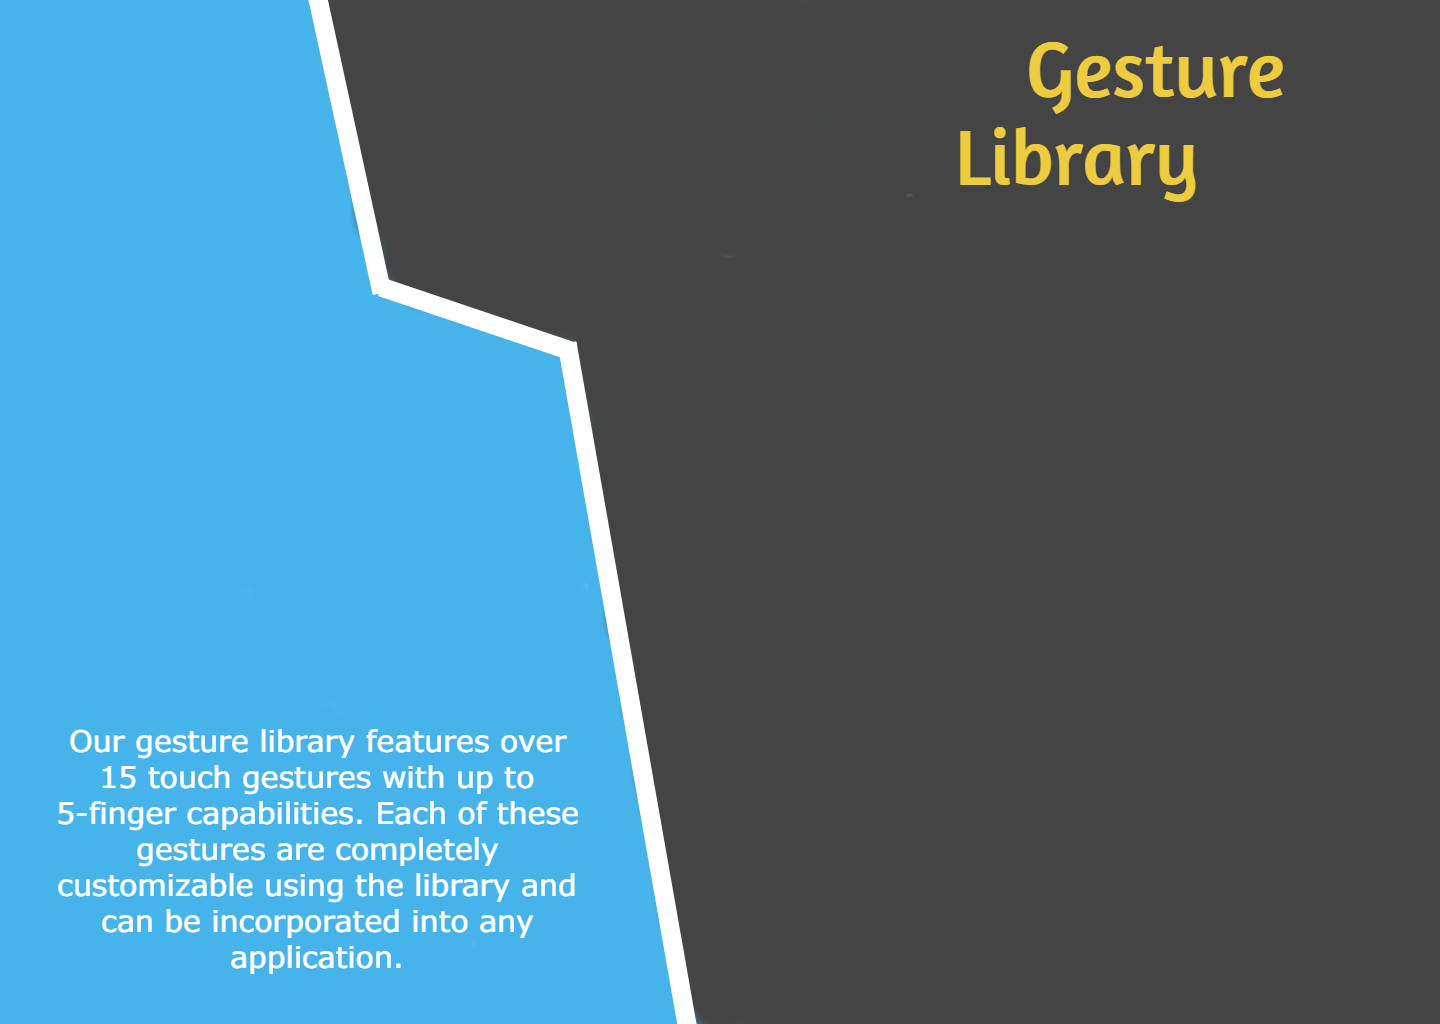 Gesture
Library
Our gesture library features over
15 touch gestures with up to
5-finger capabilities. Each of these
gestures are completely
customizable using the library and
can be incorporated into any
application.